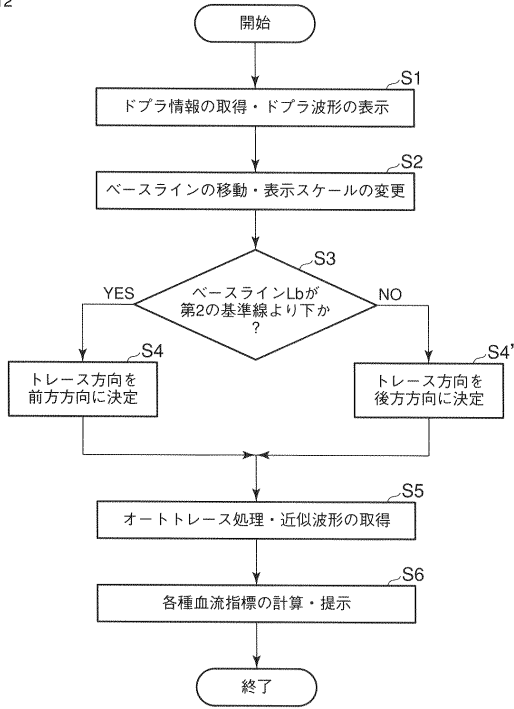 12
開始
S1
ドプラ情報の取得・ドプラ波形の表示
S2
ベースラインの移動・表示スケールの変更
S3
ベースラインLbが
第2の基準線より下か
?
YES
NO
S4
トレース方向を
前方方向に決定
S4'
トレース方向を
後方方向に決定
S5
オートトレース処理・近似波形の取得
S6
各種血流指標の計算・提示
終了